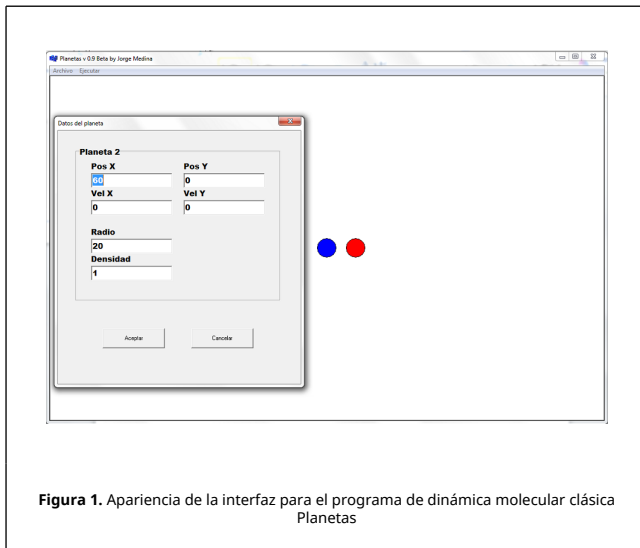 Planetas v 0.9 Beta by Jorge Medina
Archivo Ejecutar
Datos del planeta
Planeta 2
Pos X Pos Y
60 0
Vel X Vel Y
0 0
Radio
20
Densidad
1
Aceptar Cancelar
Figura 1. Apariencia de la interfaz para el programa de dinámica molecular clásica
Planetas